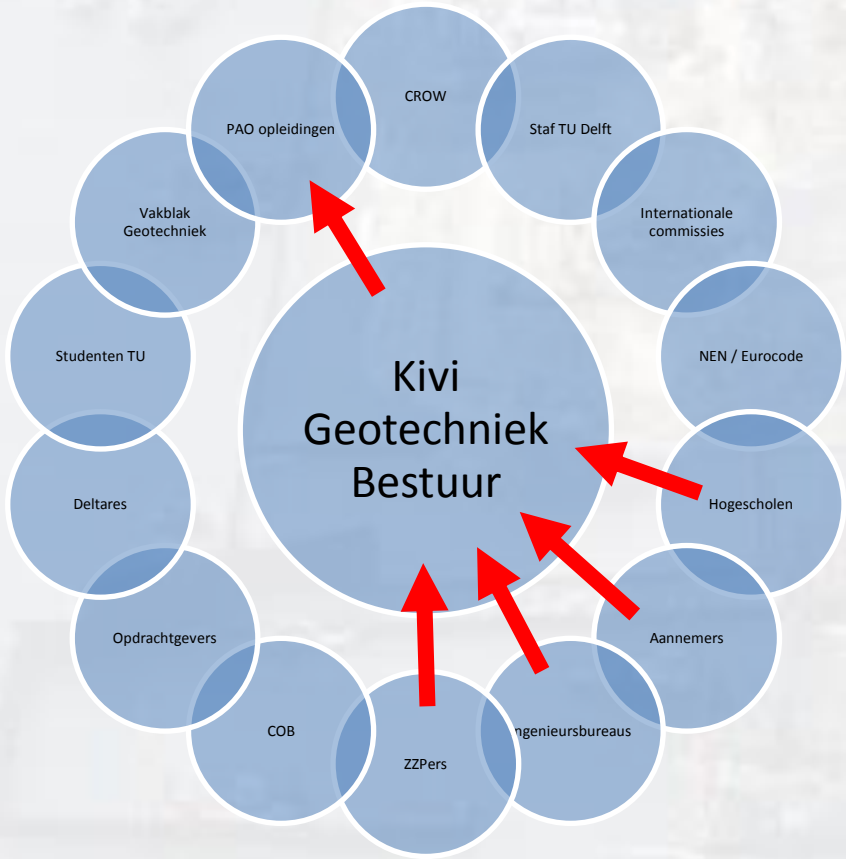 CROW
PAO opleidingen
Staf TU Delft
Vakblak
Geotechniek
Internationale
commissies
Studenten TU
NEN / Eurocode
Kivi
Geotechniek
Bestuur
Deltares
Hogescholen
Opdrachtgevers
Aannemers
COB
ngenieursbureaus
ZZPers